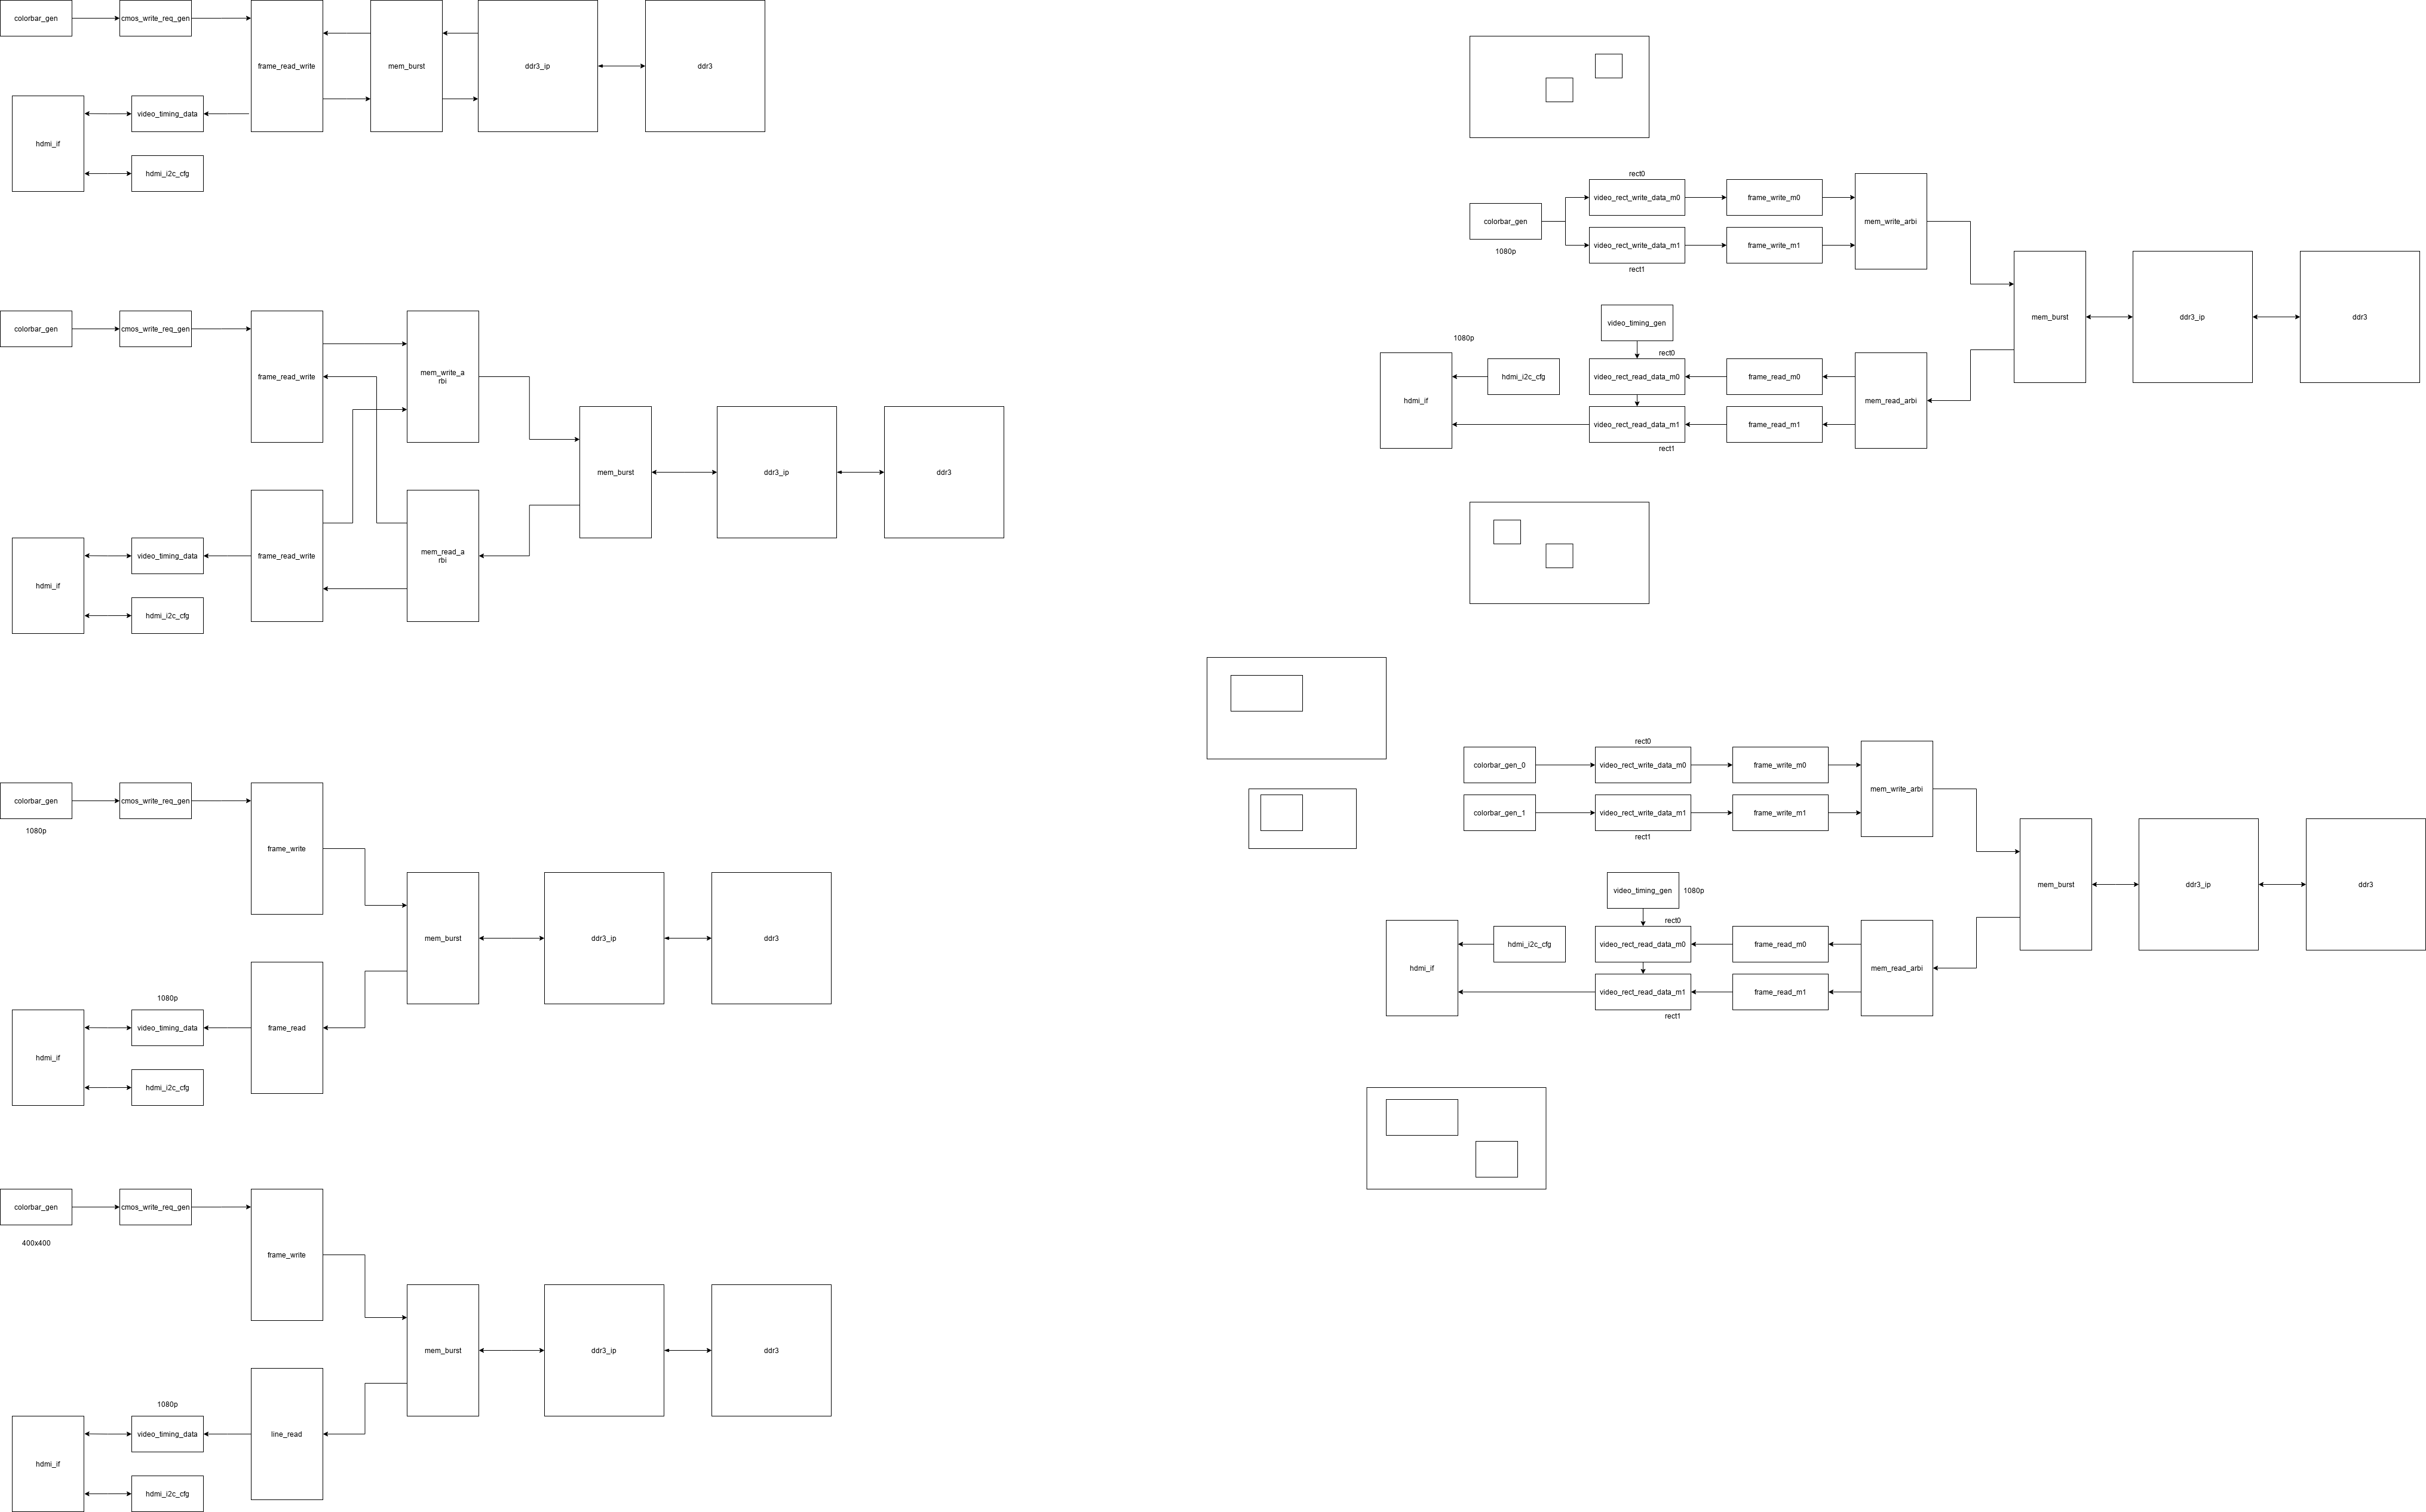 colorbar_gen
cmos_write_req_gen
frame_read_write
mem_burst
ddr3_ip
ddr3
video_timing_data
hdmi_if
hdmi_i2c_cfg
colorbar_gen
cmos_write_req_gen
frame_read_write
mem_write_a
rbi
mem_burst
ddr3_ip
ddr3
frame_read_write
mem_read_a
rbi
video_timing_data
hdmi_if
hdmi_i2c_cfg
colorbar_gen
1080p
cmos_write_req_gen
frame_write
mem_burst
ddr3_ip
ddr3
1080p
video_timing_data
frame_read
hdmi_if
hdmi_i2c_cfg
colorbar_gen
400x400
cmos_write_req_gen
frame_write
mem_burst
ddr3_ip
ddr3
1080p
video_timing_data
line_read
hdmi_if
hdmi_i2c_cfg
rect0
video_rect_write_data_m0
frame_write_m0
mem_write_arbi
colorbar_gen
1080p
video_rect_write_data_m1
frame_write_m1
rect1
mem_burst
ddr3_ip
ddr3
video_timing_gen
1080p
rect0
hdmi_i2c_cfg
video_rect_read_data_m0
frame_read_m0
mem_read_arbi
hdmi_if
video_rect_read_data_m1
frame_read_m1
rect1
rect0
colorbar_gen_0
video_rect_write_data_m0
frame_write_m0
mem_write_arbi
colorbar_gen_1
video_rect_write_data_m1
frame_write_m1
rect1
mem_burst
ddr3_ip
ddr3
video_timing_gen
1080p
rect0
hdmi_i2c_cfg
video_rect_read_data_m0
frame_read_m0
mem_read_arbi
hdmi_if
video_rect_read_data_m1
frame_read_m1
rect1